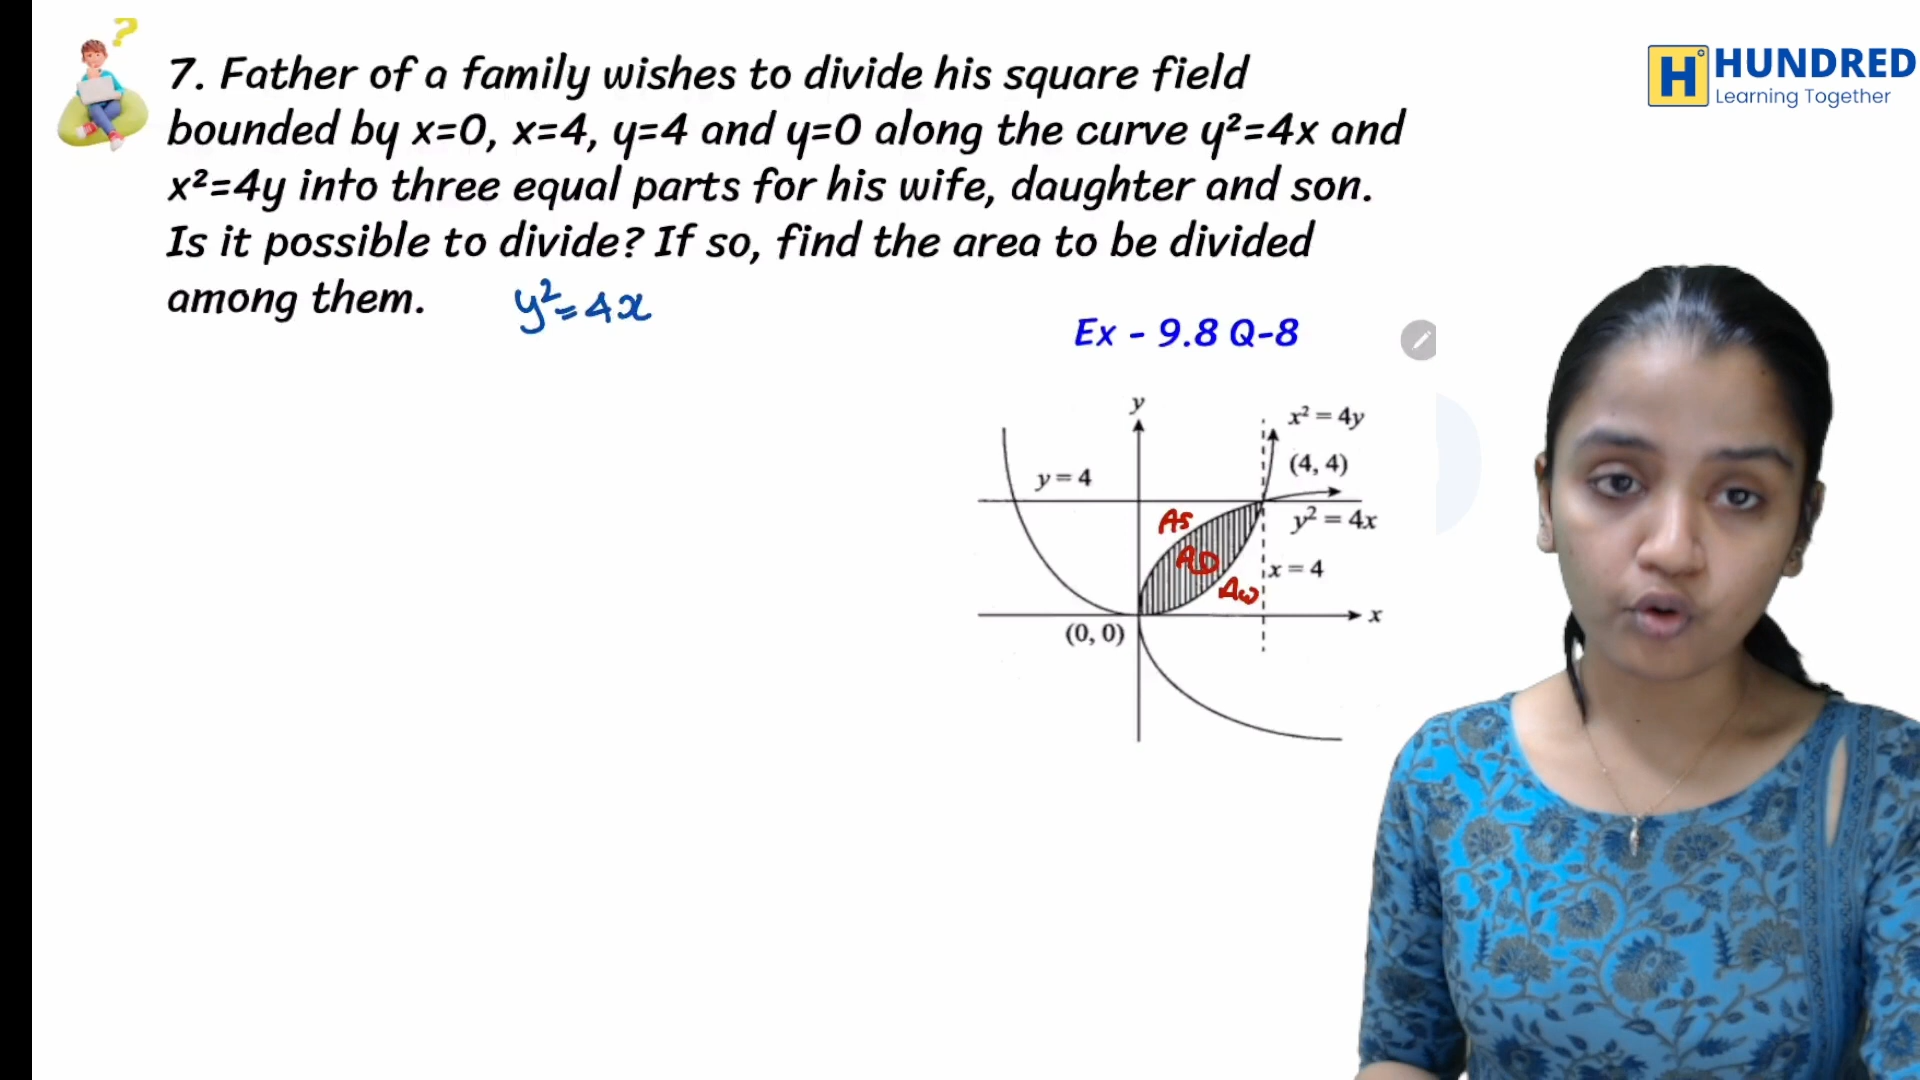 7. Father of a family wishes to divide his square field
bounded by x=0, x=4, y=4 and y=0 along the curve y²=4x and
x²=4y into three equal parts for his wife, daughter and son.
Is it possible to divide? If so, find the area to be divided
among them.
y²=4x
Ex - 9.8 Q-8
H
HUNDRED
Learning Together
y
x² = 4y
(4, 4)
y = 4
As
y² = 4x
AD
x = 4
Aw
x
(0, 0)
?